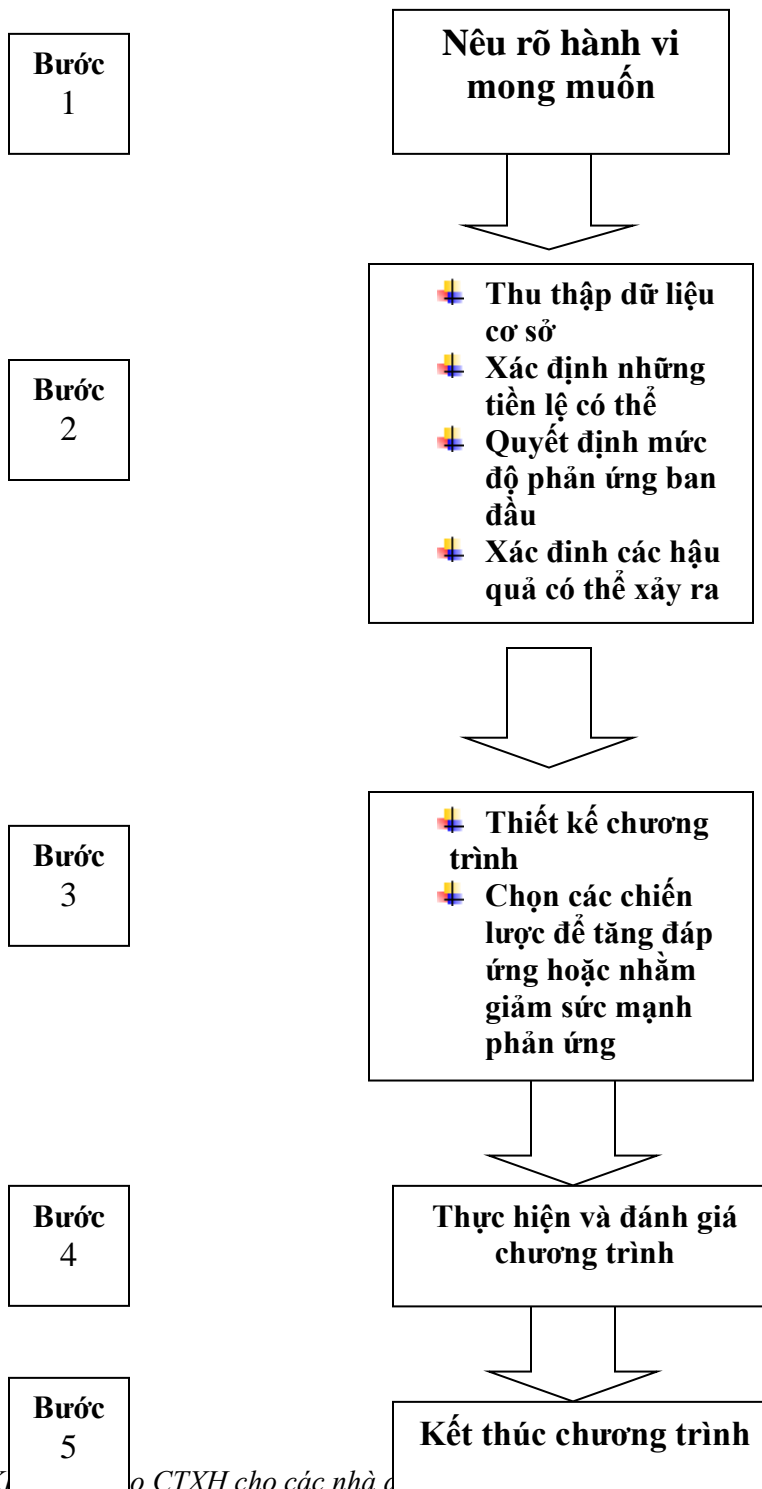 Bước
1
Nêu rõ hành vi
mong muốn
Bước
2
Thu thập dữ liệu
cơ sở
Xác định những
tiền lệ có thể
Quyết định mức
độ phản ứng ban
đầu
Xác đinh các hậu
quả có thể xảy ra
Bước
3
Thiết kế chương
trình
Chọn các chiến
lược để tăng đáp
ứng hoặc nhằm
giảm sức mạnh
phản ứng
Bước
4
Thực hiện và đánh giá
chương trình
Bước
5
Kết thúc chương trình
CTXH cho các nhà